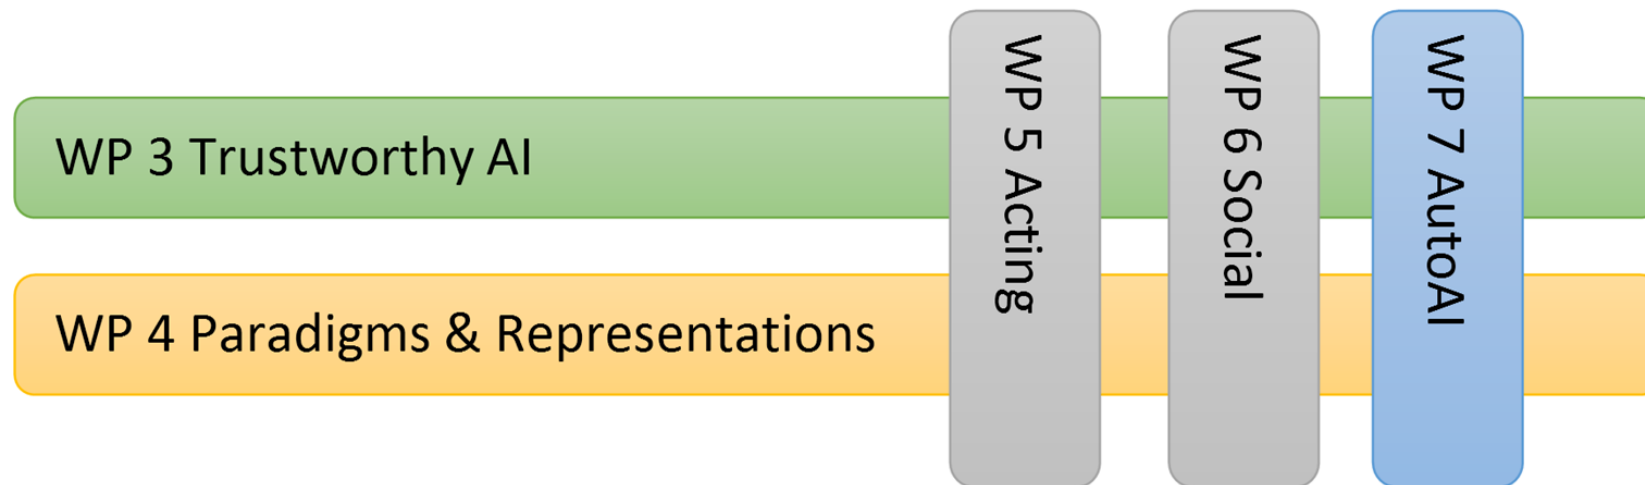 WP 3 Trustworthy AI
WP 4 Paradigms & Representations
WP 5 Acting
WP 6 Social
WP 7 AutoAI